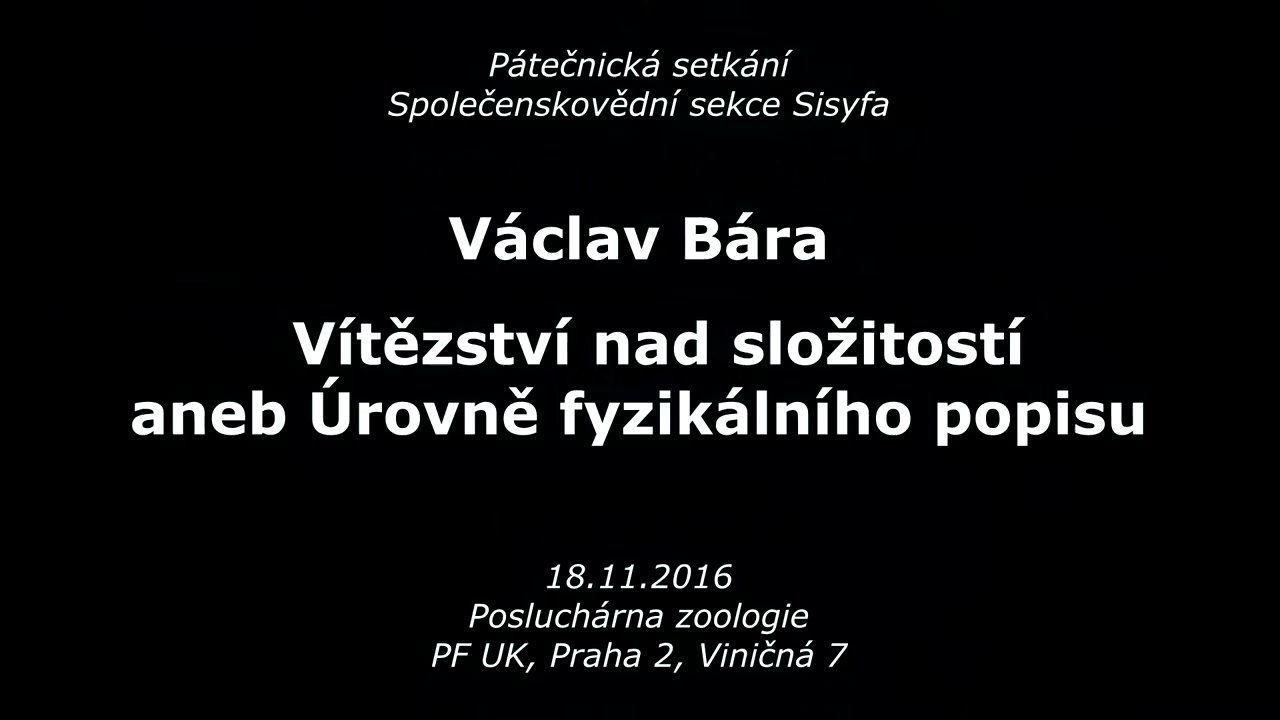 Pátečnická setkání
Společenskovědní sekce Sisyfa
Václav Bára
Vítězství nad složitostí
aneb Úrovně fyzikálního popisu
18.11.2016
Posluchárna zoologie
PF UK, Praha 2, Viničná 7